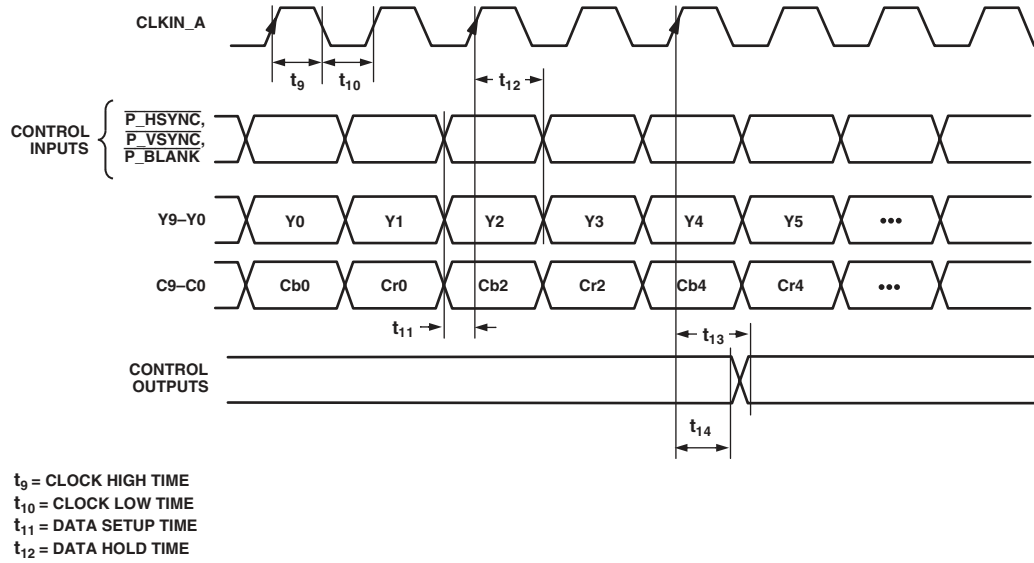 CLKIN_A
t9
t10
t12
CONTROL
INPUTS
P_HSYNC,
P_VSYNC,
P_BLANK
Y9–Y0
Y0
Y1
Y2
Y3
Y4
Y5
•••
C9–C0
Cb0
Cr0
Cb2
Cr2
Cb4
Cr4
•••
t11
t13
CONTROL
OUTPUTS
t14
t9 = CLOCK HIGH TIME
t10 = CLOCK LOW TIME
t11 = DATA SETUP TIME
t12 = DATA HOLD TIME